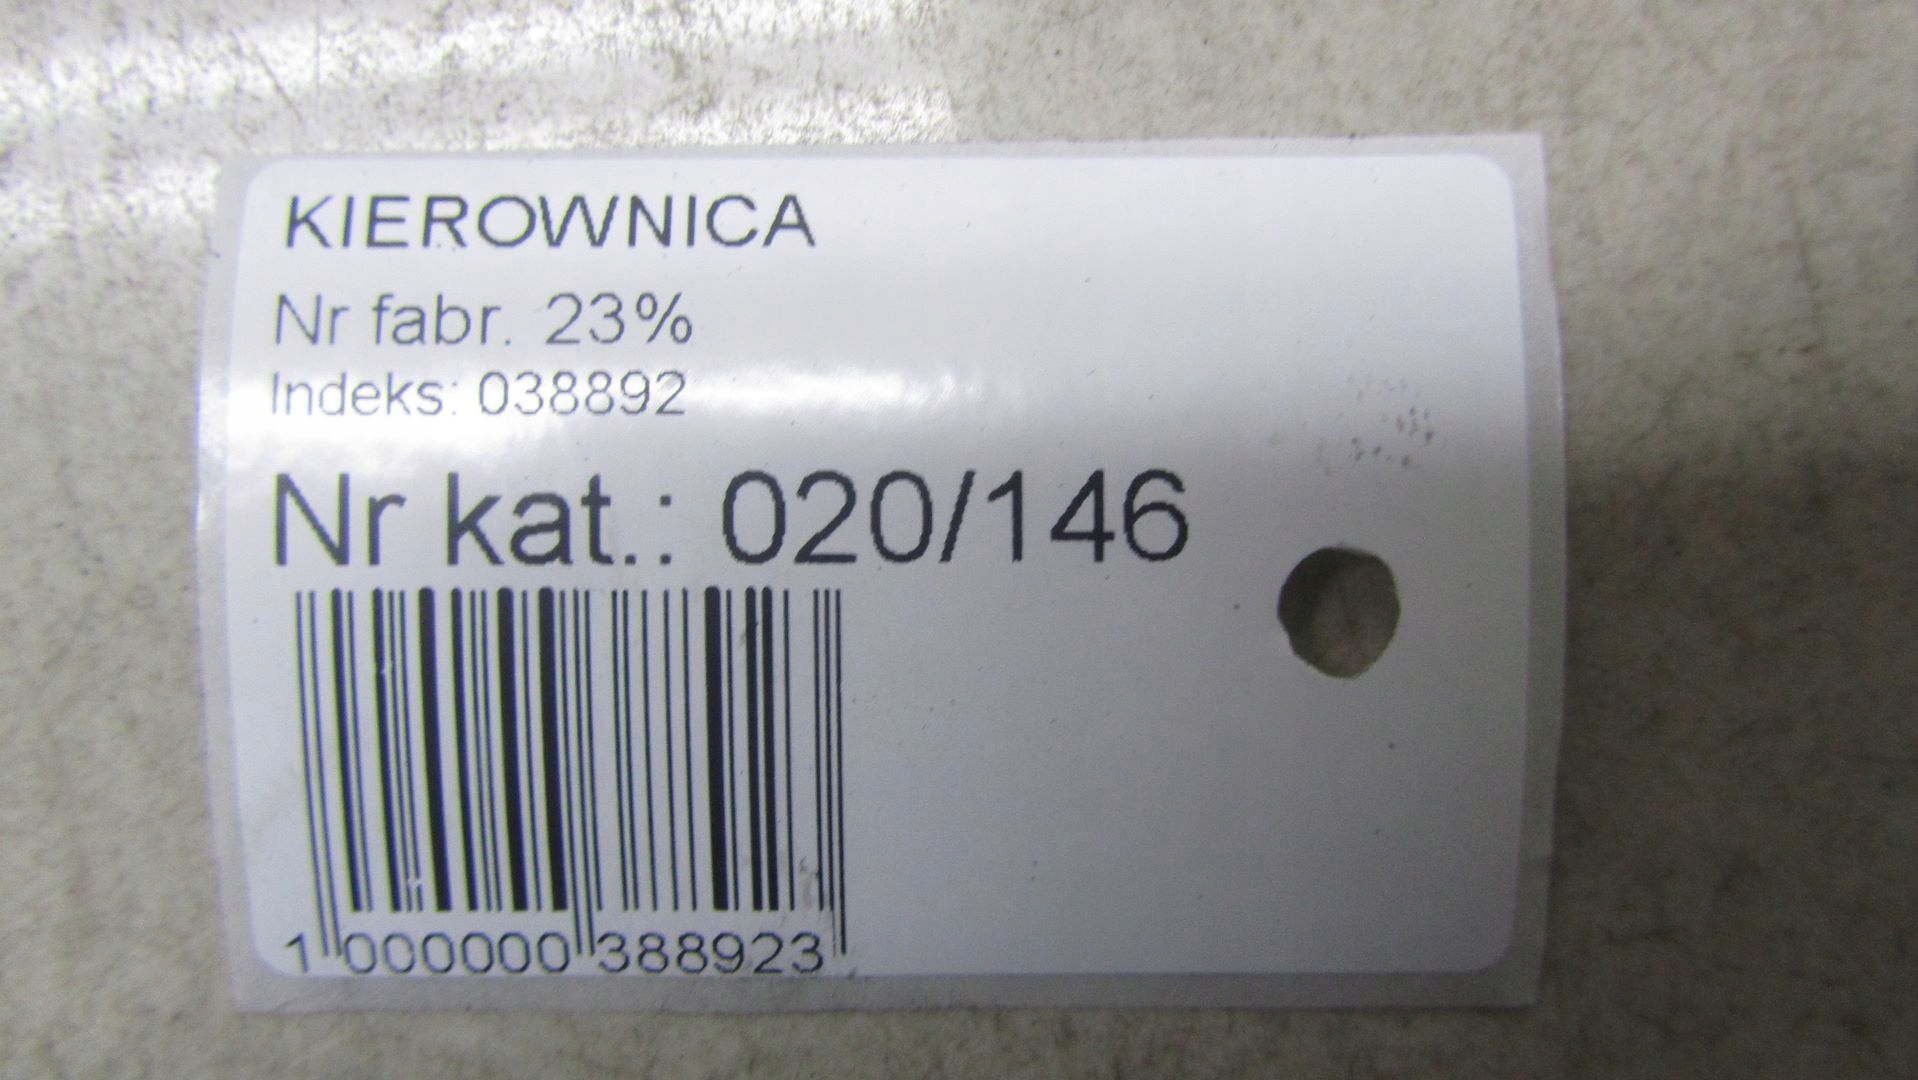 KIEROWNICA
Nr fabr. 23%
Indeks: 038892
Nr kat.: 020/146
1 000000 388923